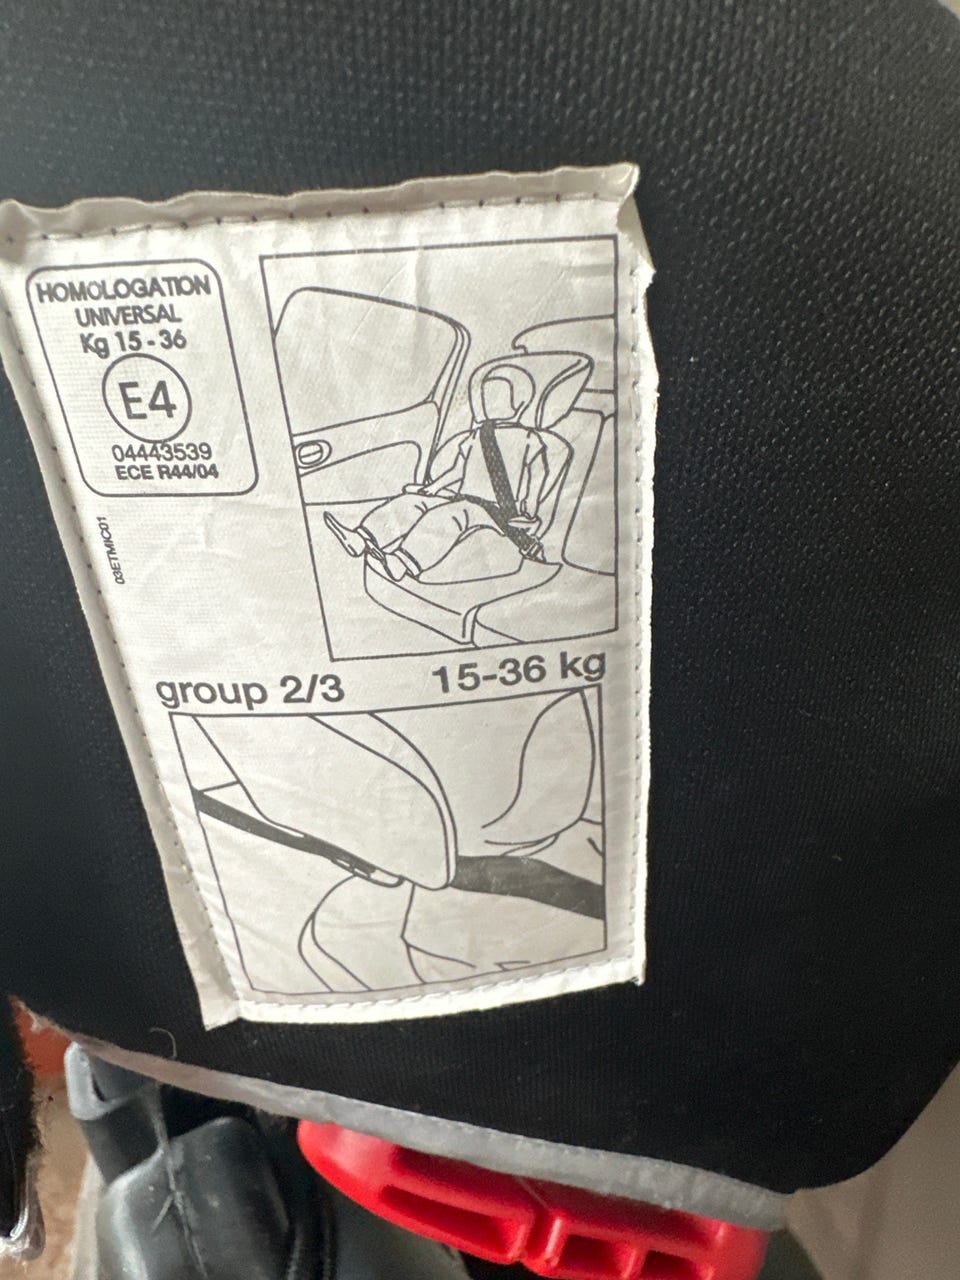 HOMOLOGATION
UNIVERSAL
Kg 15 - 36
E4
04443539
ECE R44/04
03ETMIC01
group 2/3 15-36 kg